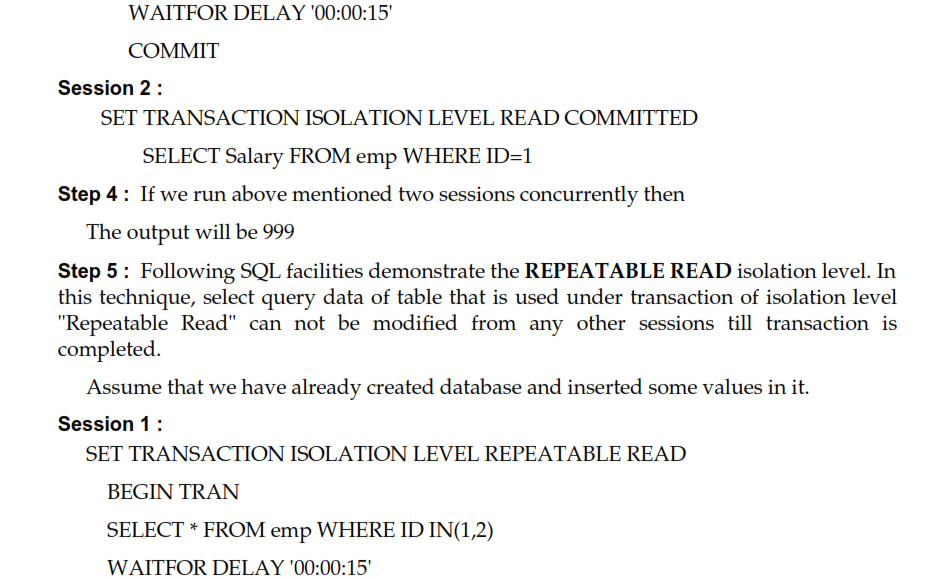 WAITFOR DELAY '00:00:15'
COMMIT
Session 2 :
SET TRANSACTION ISOLATION LEVEL READ COMMITTED
SELECT Salary FROM emp WHERE ID=1
Step 4 : If we run above mentioned two sessions concurrently then
The output will be 999
Step 5 : Following SQL facilities demonstrate the REPEATABLE READ isolation level. In
this technique, select query data of table that is used under transaction of isolation level
"Repeatable Read" can not be modified from any other sessions till transaction is
completed.
Assume that we have already created database and inserted some values in it.
Session 1 :
SET TRANSACTION ISOLATION LEVEL REPEATABLE READ
BEGIN TRAN
SELECT * FROM emp WHERE ID IN(1,2)
WAITFOR DELAY '00:00:15'